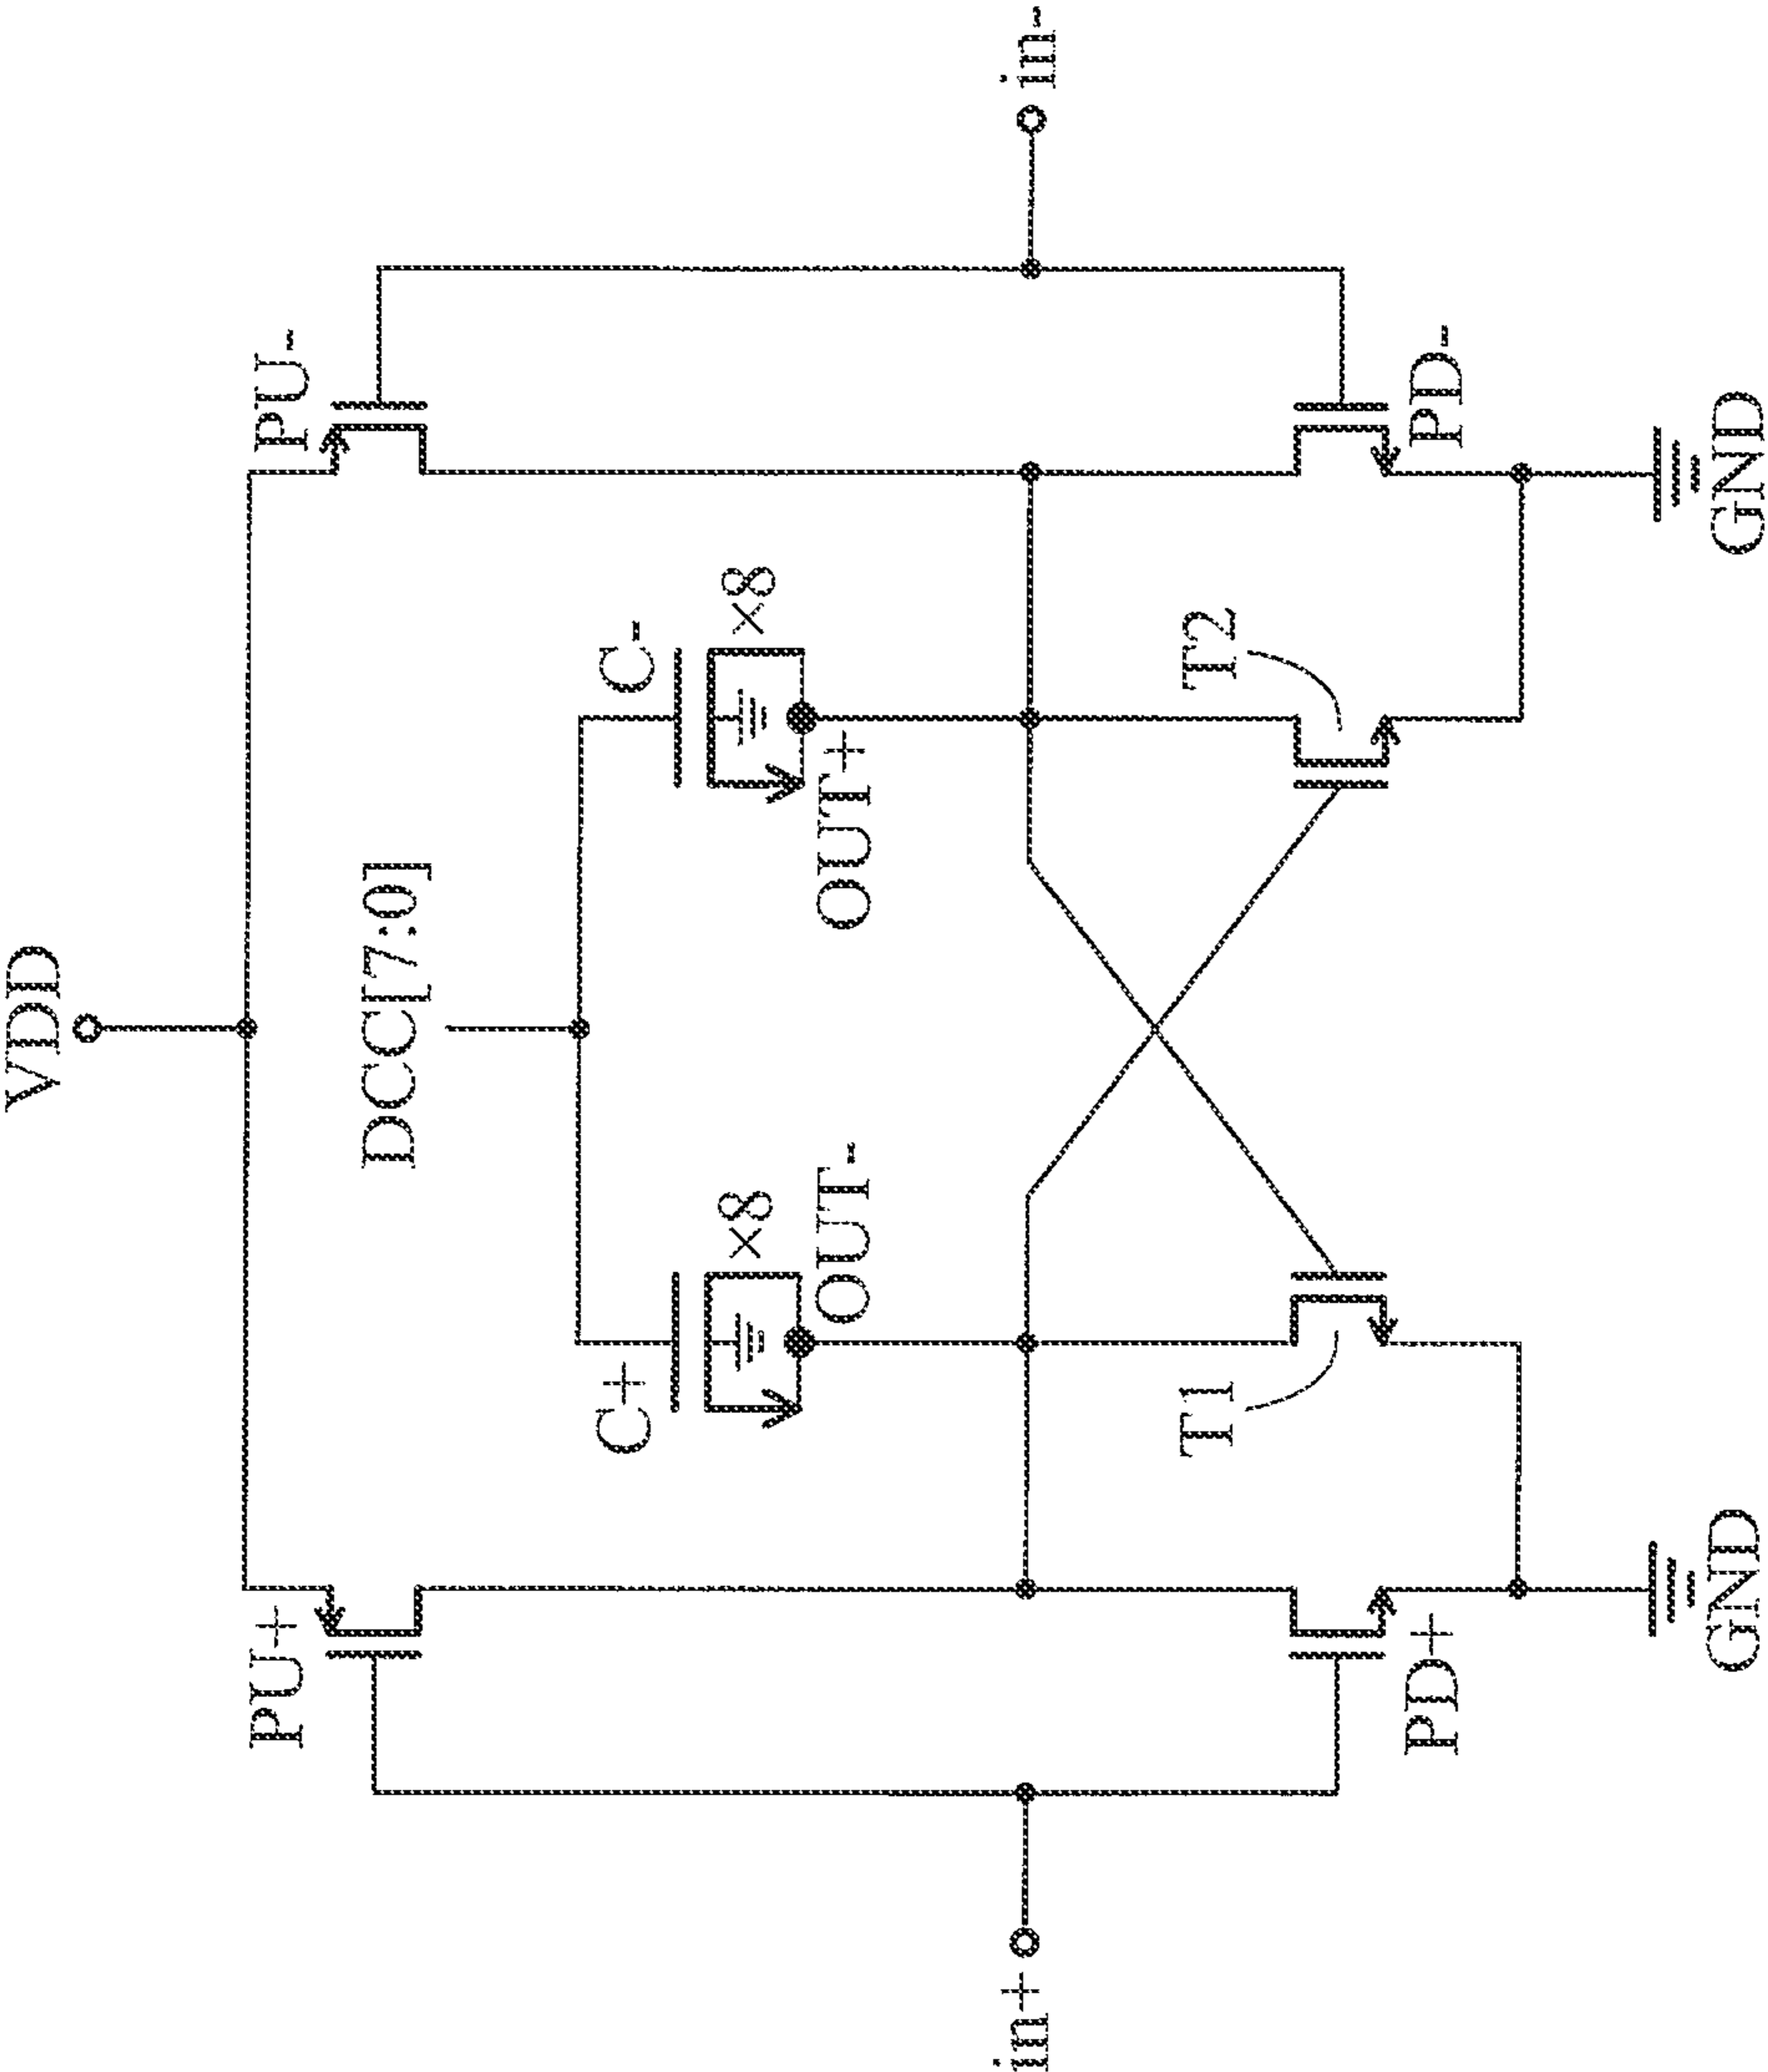 VDD
PU+
PU-
DCC[7:0]
C+
×8
OUT-
C-
×8
OUT+
in+
in-
T1
T2
PD+
PD-
GND
GND